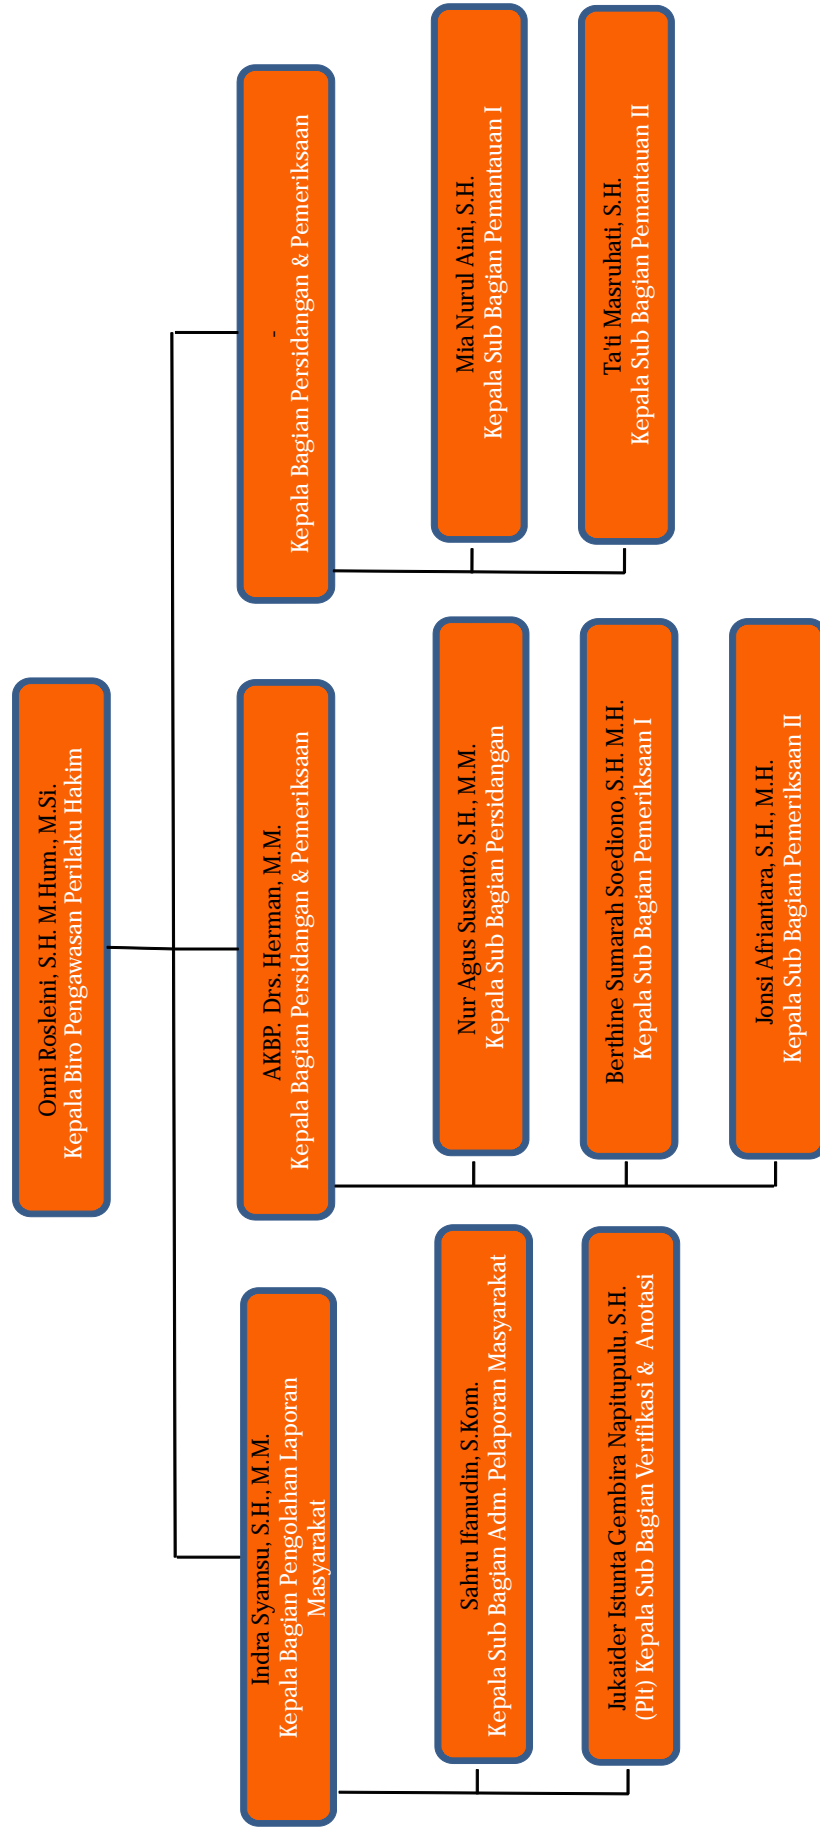 Onni Rosleini, S.H. M.Hum., M.Si.
Kepala Biro Pengawasan Perilaku Hakim
Indra Syamsu, S.H., M.M.
Kepala Bagian Pengolahan Laporan
Masyarakat
AKBP. Drs. Herman, M.M.
Kepala Bagian Persidangan & Pemeriksaan
-
Kepala Bagian Persidangan & Pemeriksaan
Sahru Ifanudin, S.Kom.
Kepala Sub Bagian Adm. Pelaporan Masyarakat
Jukaider Istunta Gembira Napitupulu, S.H.
(Plt) Kepala Sub Bagian Verifikasi & Anotasi
Nur Agus Susanto, S.H., M.M.
Kepala Sub Bagian Persidangan
Berthine Sumarah Soediono, S.H. M.H.
Kepala Sub Bagian Pemeriksaan I
Jonsi Afriantara, S.H., M.H.
Kepala Sub Bagian Pemeriksaan II
Mia Nurul Aini, S.H.
Kepala Sub Bagian Pemantauan I
Ta'ti Masruhati, S.H.
Kepala Sub Bagian Pemantauan II